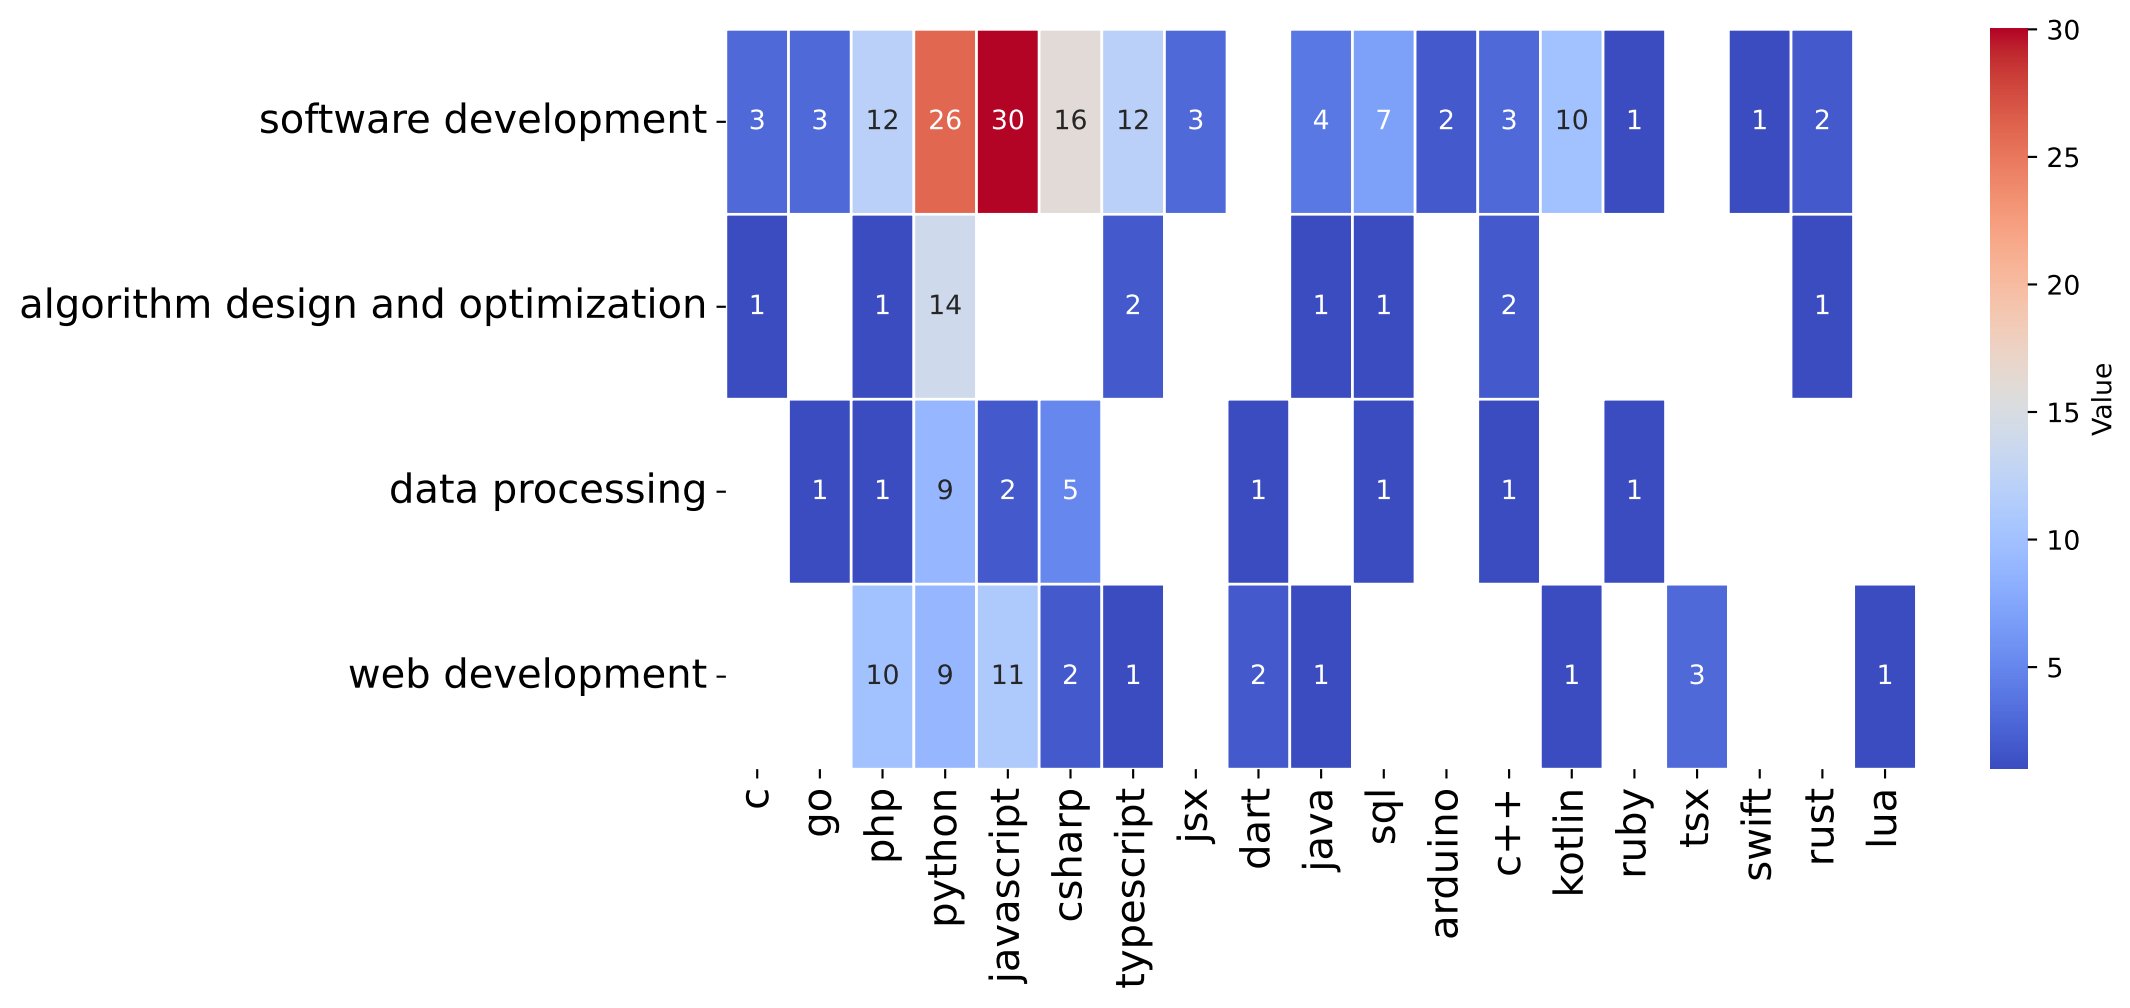 software development 3 3 12 26 30 16 12 3 4 7 2 3 10 1 1 2
algorithm design and optimization 1 1 14 2 1 1 2 1
data processing 1 1 9 2 5 1 1 1 1
web development 10 9 11 2 1 2 1 1 3 1
c
go
php
python
javascript
csharp
typescript
jsx
dart
java
sql
arduino
c++
kotlin
ruby
tsx
swift
rust
lua
30
25
20
15
10
5
Value